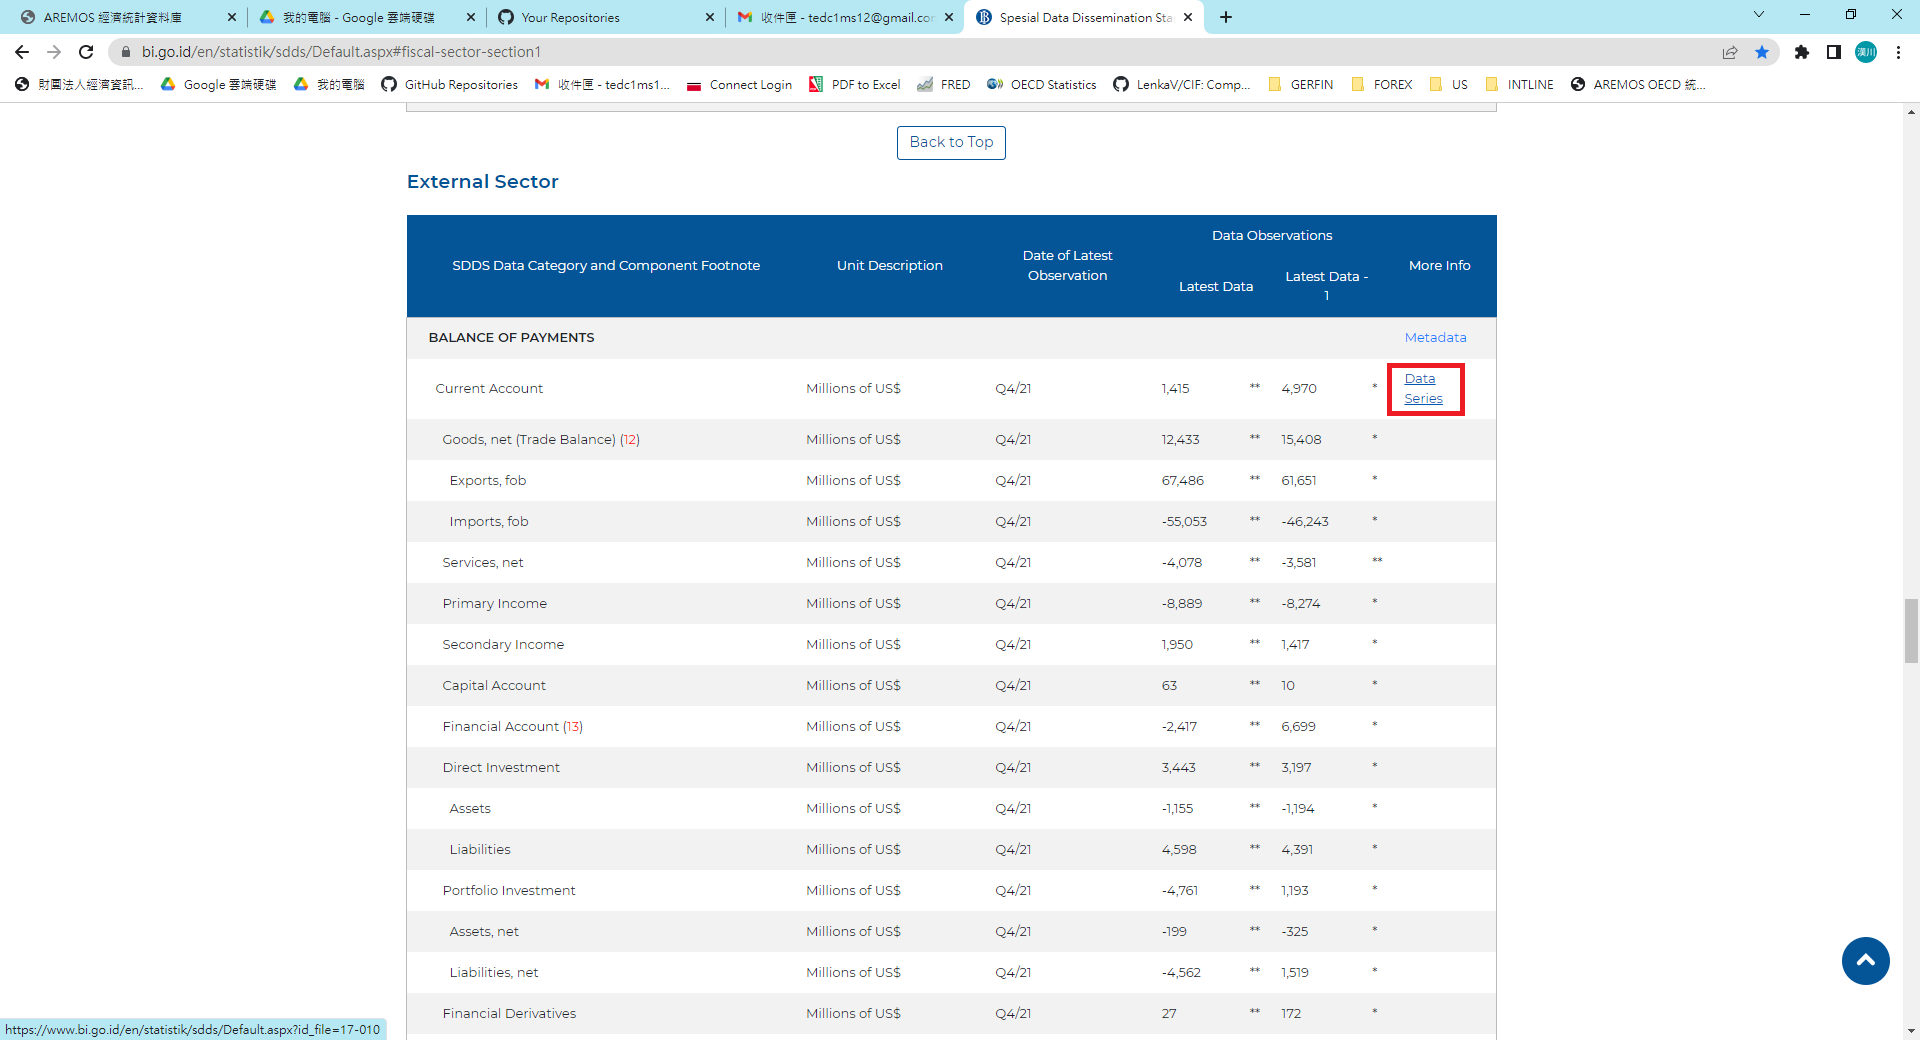 AREMOS 經濟統計資料庫
我的電腦 - Google 雲端硬碟
Your Repositories
收件匣 - tedc1ms12@gmail.cor
Spesial Data Dissemination Sta
bi.go.id/en/statistik/sdds/Default.aspx#fiscal-sector-section1
漢川
財團法人經濟資訊...
Google 雲端硬碟
我的電腦
GitHub Repositories
收件匣 - tedc1ms1...
Connect Login
PDF to Excel
FRED
OECD Statistics
LenkaV/CIF: Comp...
GERFIN
FOREX
US
INTLINE
AREMOS OECD 統...
Back to Top
External Sector
SDDS Data Category and Component Footnote
Unit Description
Date of Latest
Observation
Data Observations
Latest Data
Latest Data -
1
More Info
BALANCE OF PAYMENTS Metadata
Current Account Millions of US$ Q4/21 1,415 ** 4,970 *
Data
Series
Goods, net (Trade Balance) (12) Millions of US$ Q4/21 12,433 ** 15,408 *
Exports, fob Millions of US$ Q4/21 67,486 ** 61,651 *
Imports, fob Millions of US$ Q4/21 -55,053 ** -46,243 *
Services, net Millions of US$ Q4/21 -4,078 ** -3,581 **
Primary Income Millions of US$ Q4/21 -8,889 ** -8,274 *
Secondary Income Millions of US$ Q4/21 1,950 ** 1,417 *
Capital Account Millions of US$ Q4/21 63 ** 10 *
Financial Account (13) Millions of US$ Q4/21 -2,417 ** 6,699 *
Direct Investment Millions of US$ Q4/21 3,443 ** 3,197 *
Assets Millions of US$ Q4/21 -1,155 ** -1,194 *
Liabilities Millions of US$ Q4/21 4,598 ** 4,391 *
Portfolio Investment Millions of US$ Q4/21 -4,761 ** 1,193 *
Assets, net Millions of US$ Q4/21 -199 ** -325 *
Liabilities, net Millions of US$ Q4/21 -4,562 ** 1,519 *
Financial Derivatives Millions of US$ Q4/21 27 ** 172 *
https://www.bi.go.id/en/statistik/sdds/Default.aspx?id_file=17-010